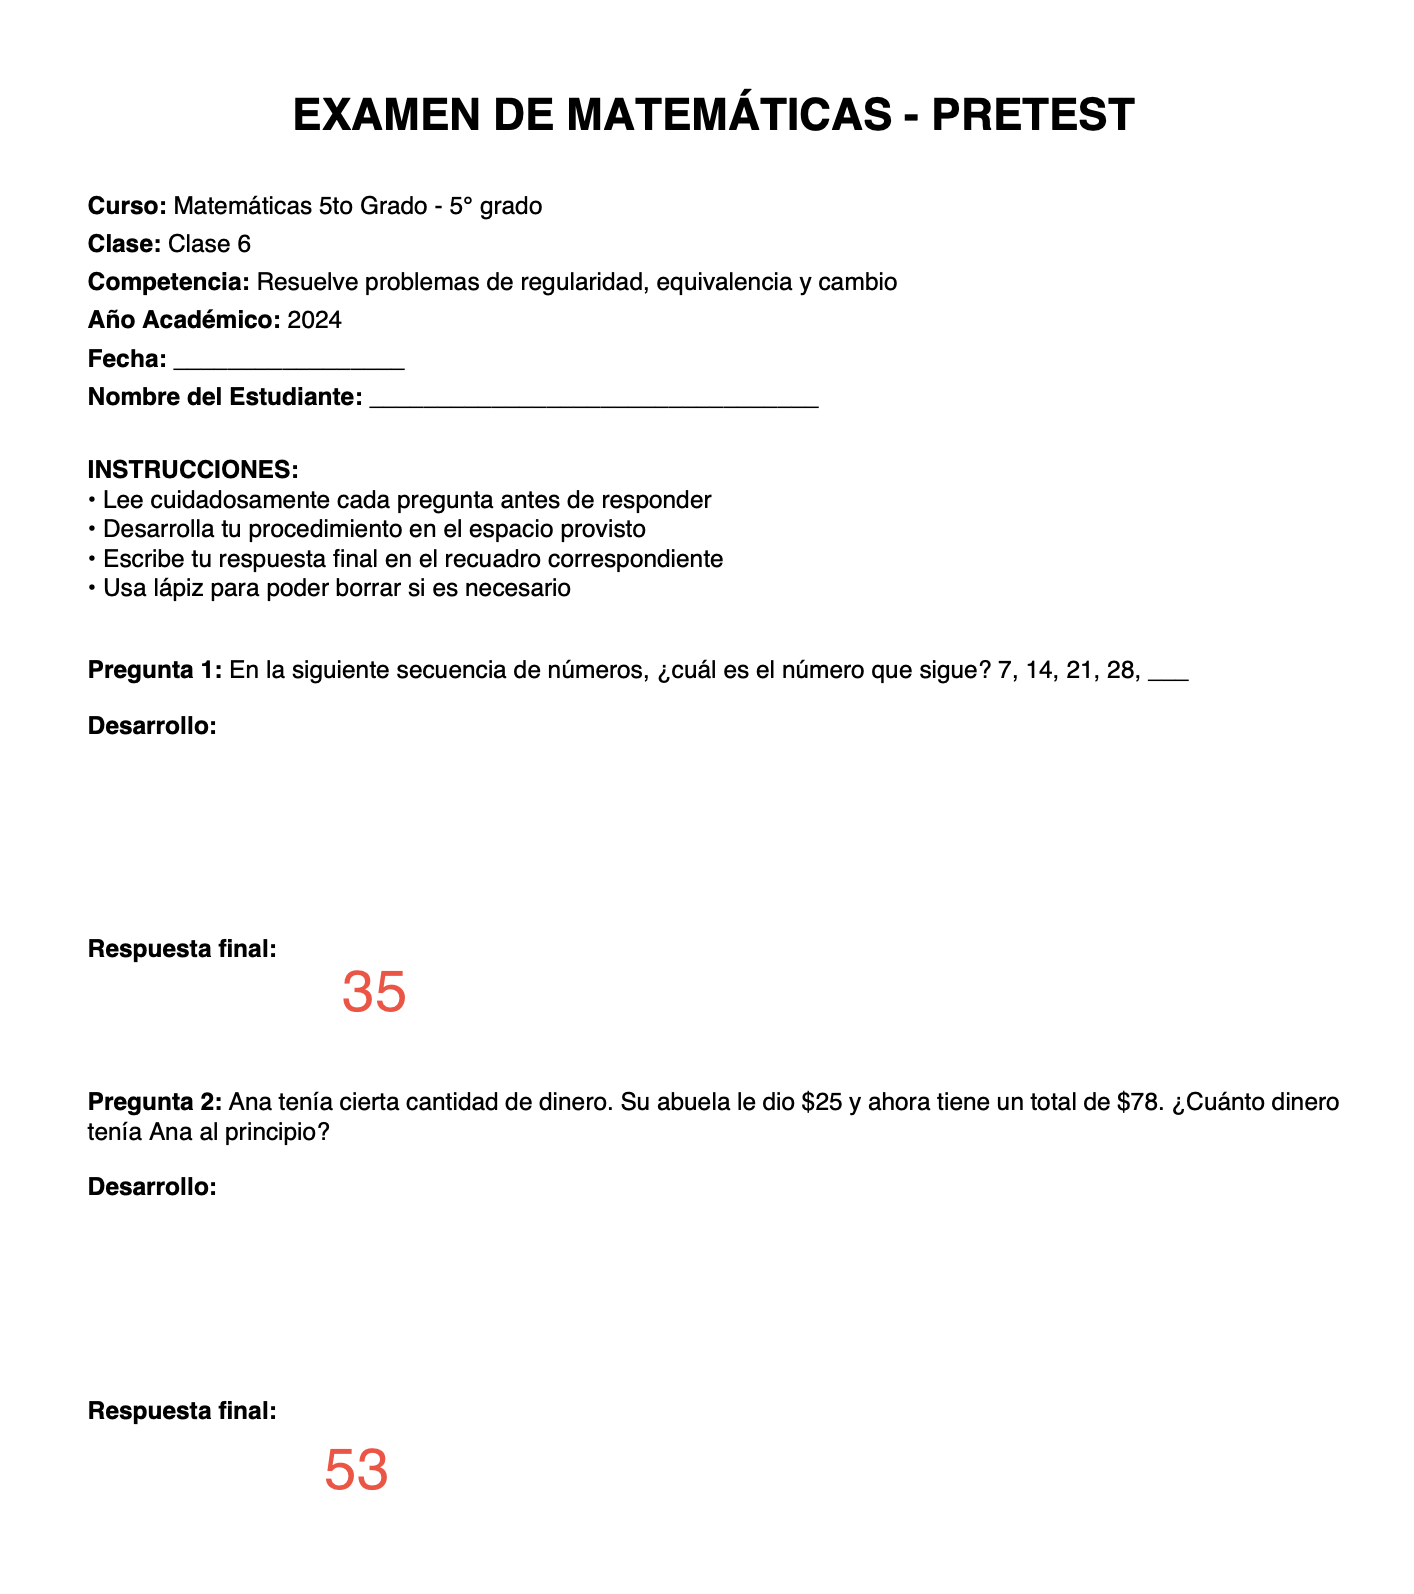 EXAMEN DE MATEMÁTICAS - PRETEST
Curso: Matemáticas 5to Grado - 5° grado
Clase: Clase 6
Competencia: Resuelve problemas de regularidad, equivalencia y cambio
Año Académico: 2024
Fecha: _________________
Nombre del Estudiante: _________________________________
INSTRUCCIONES:
• Lee cuidadosamente cada pregunta antes de responder
• Desarrolla tu procedimiento en el espacio provisto
• Escribe tu respuesta final en el recuadro correspondiente
• Usa lápiz para poder borrar si es necesario
Pregunta 1: En la siguiente secuencia de números, ¿cuál es el número que sigue? 7, 14, 21, 28, ___
Desarrollo:
Respuesta final:
35
Pregunta 2: Ana tenía cierta cantidad de dinero. Su abuela le dio $25 y ahora tiene un total de $78. ¿Cuánto dinero
tenía Ana al principio?
Desarrollo:
Respuesta final:
53